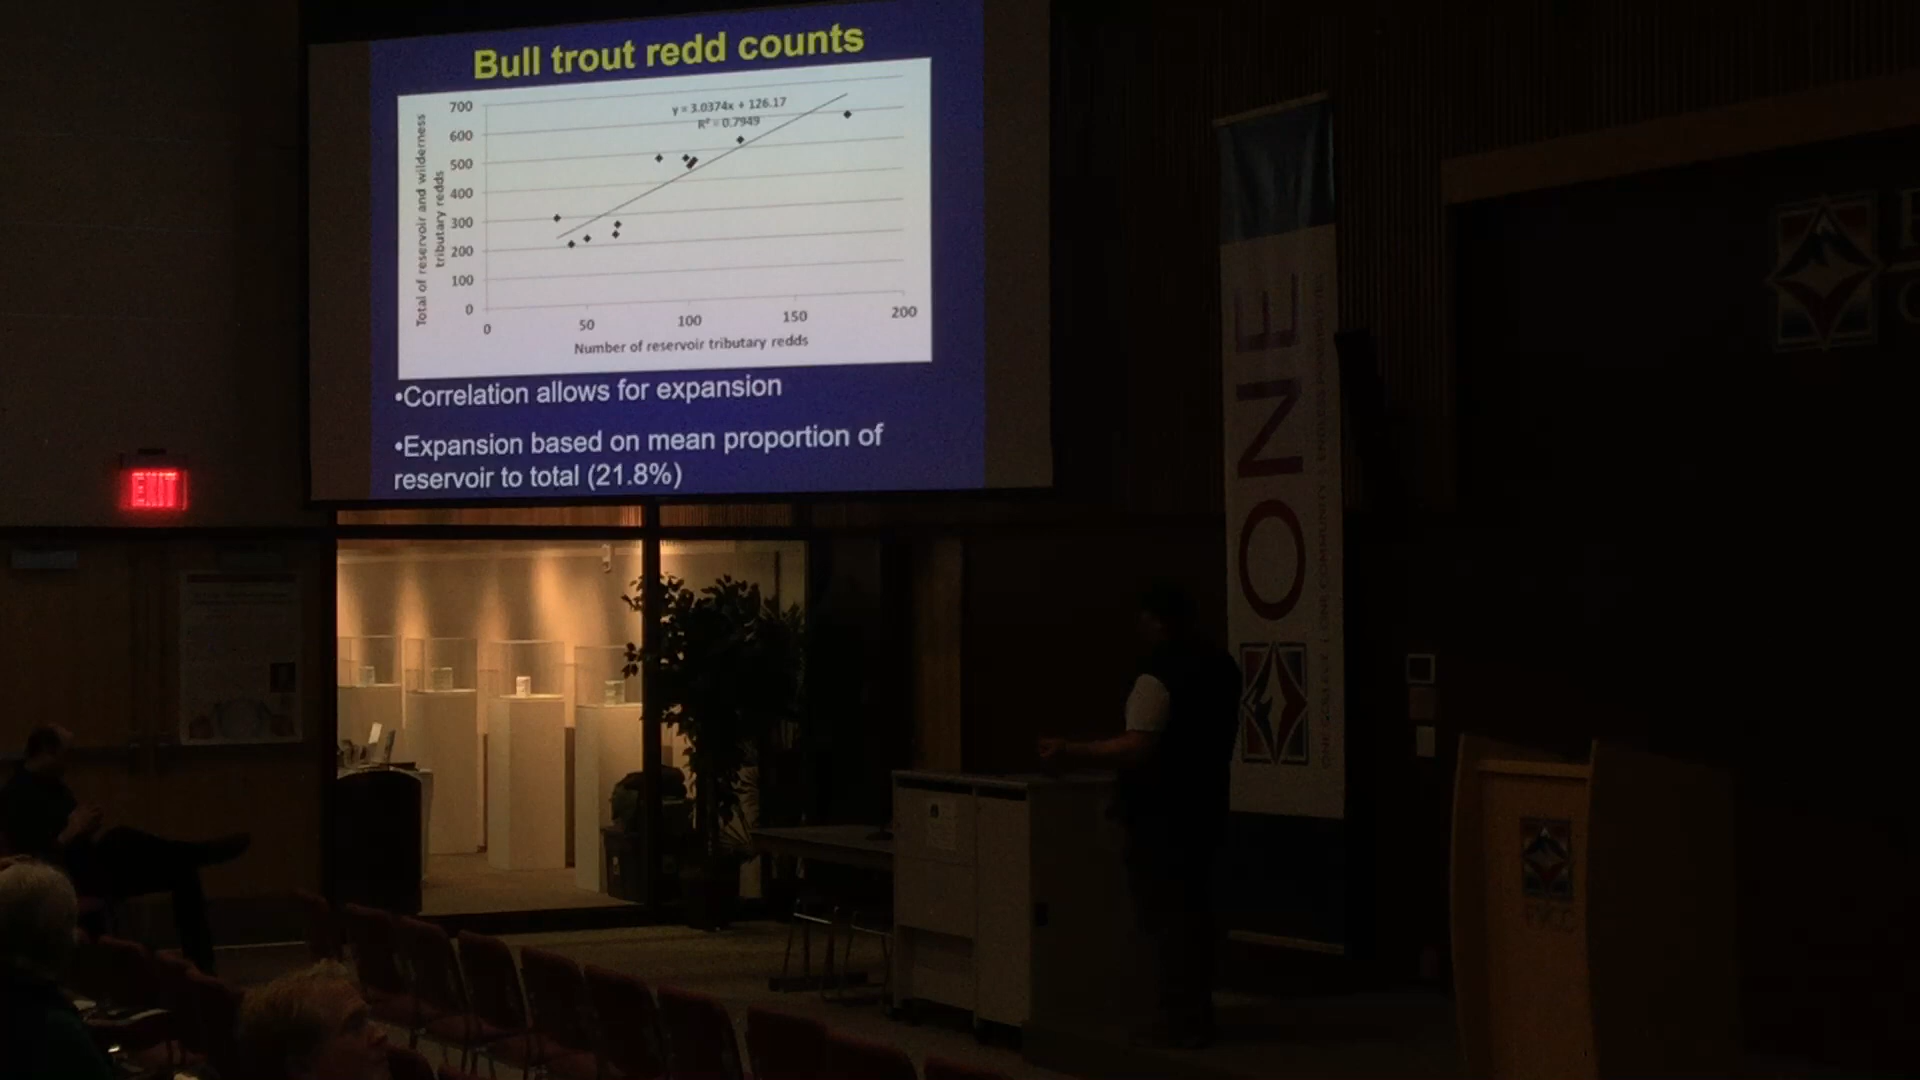 Bull trout redd counts
Total of reservoir and wilderness
tributary redds
700
600
500
400
300
200
100
0
y = 3.0374x + 126.17
R² = 0.7949
0
50
100
150
200
Number of reservoir tributary redds
•Correlation allows for expansion
•Expansion based on mean proportion of
reservoir to total (21.8%)
EXIT
ONE
FVCC